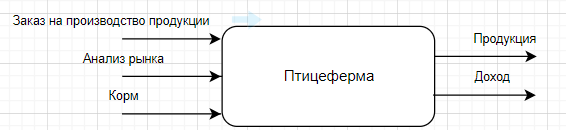 Заказ на производство продукции
Продукция
Анализ рынка
Птицеферма
Доход
Корм